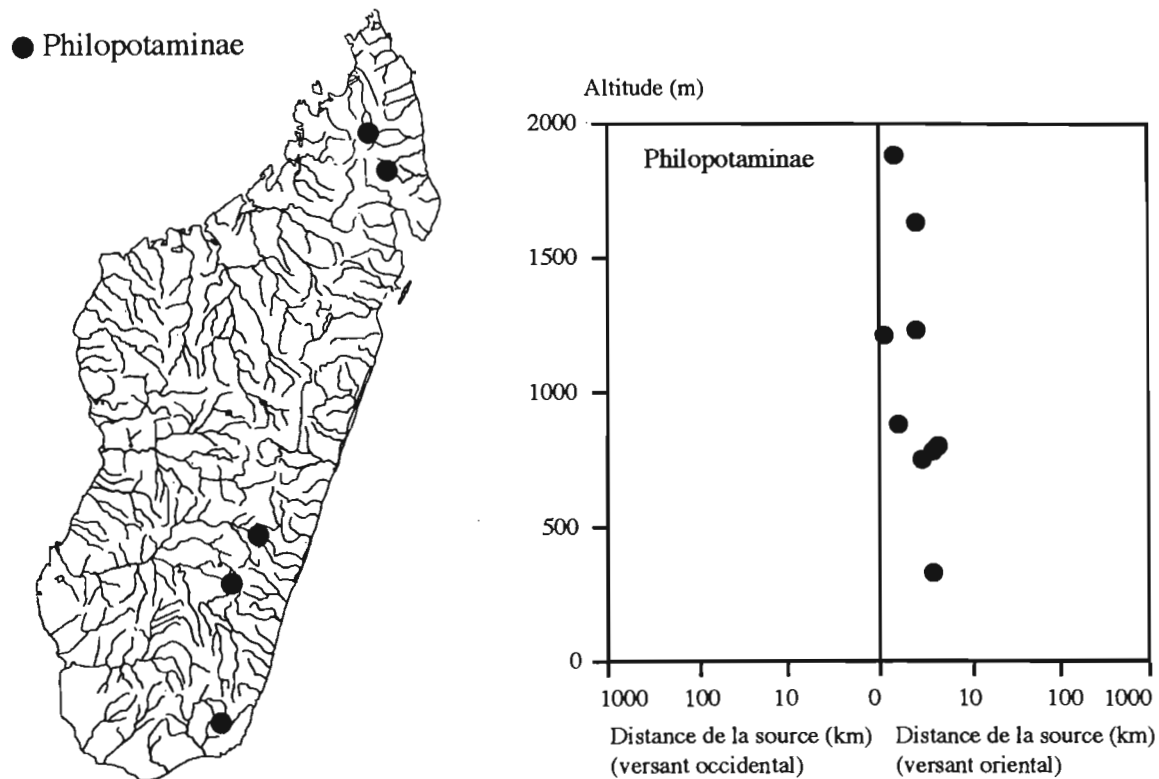 Philopotaminae
Altitude (m)
2000
Philopotaminae
1500
1000
500
0
1000 100 10 0 10 100 1000
Distance de la source (km) Distance de la source (km)
(versant occidental) (versant oriental)